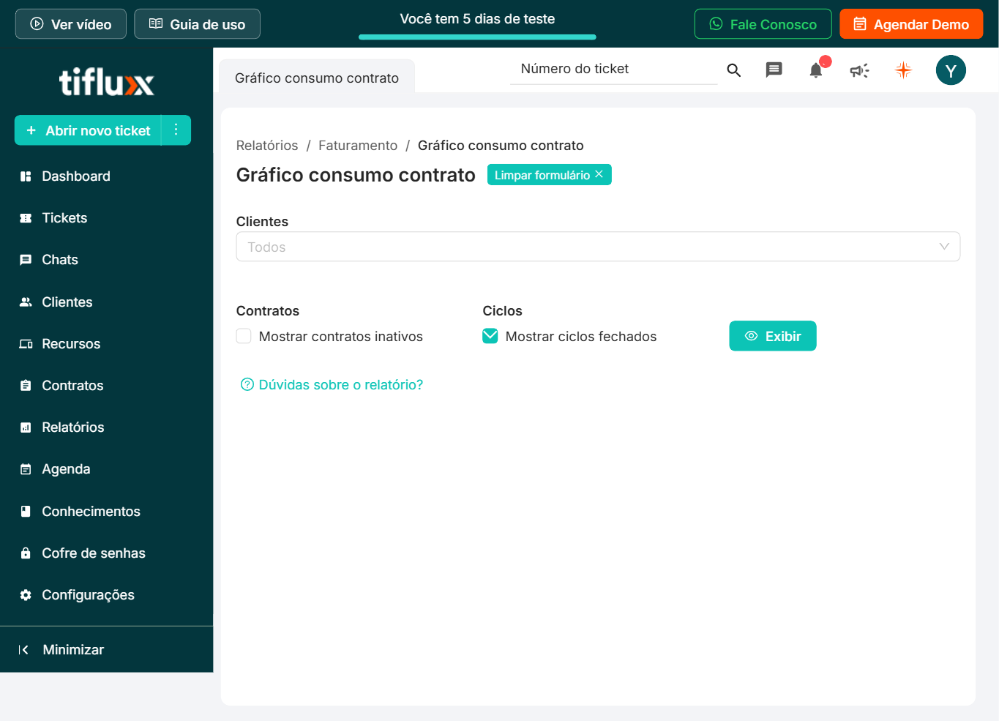 Ver vídeo
Guia de uso
Você tem 5 dias de teste
Fale Conosco
Agendar Demo
tiflux
Gráfico consumo contrato
Número do ticket
Y
+ Abrir novo ticket
Dashboard
Tickets
Chats
Clientes
Recursos
Contratos
Relatórios
Agenda
Conhecimentos
Cofre de senhas
Configurações
Minimizar
Relatórios / Faturamento / Gráfico consumo contrato
Gráfico consumo contrato
Limpar formulário
Clientes
Todos
Contratos
Mostrar contratos inativos
Ciclos
Mostrar ciclos fechados
Exibir
Dúvidas sobre o relatório?